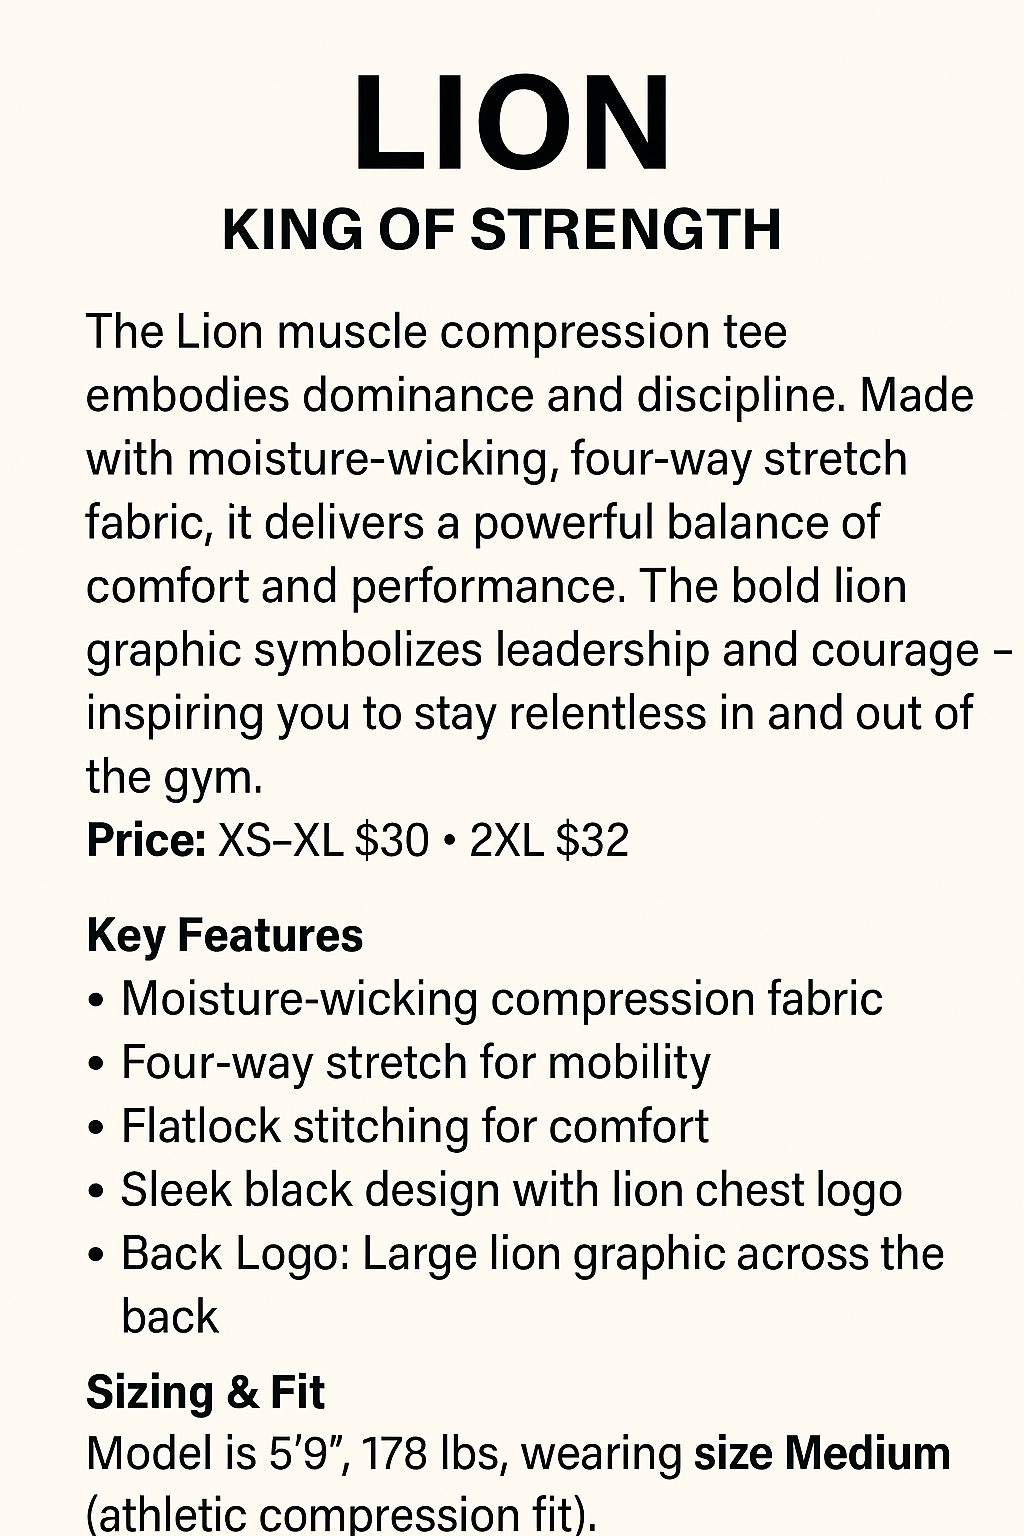 LION
KING OF STRENGTH
The Lion muscle compression tee
embodies dominance and discipline. Made
with moisture-wicking, four-way stretch
fabric, it delivers a powerful balance of
comfort and performance. The bold lion
graphic symbolizes leadership and courage –
inspiring you to stay relentless in and out of
the gym.
Price: XS–XL $30 • 2XL $32
Key Features
• Moisture-wicking compression fabric
• Four-way stretch for mobility
• Flatlock stitching for comfort
• Sleek black design with lion chest logo
• Back Logo: Large lion graphic across the
back
Sizing & Fit
Model is 5’9”, 178 lbs, wearing size Medium
(athletic compression fit).